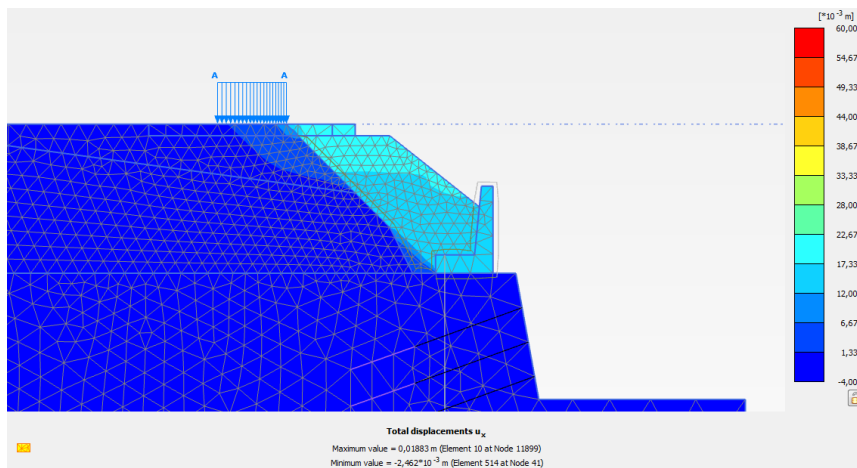 [*10 -3 m]
60,00
A A
54,67
49,33
44,00
38,67
33,33
28,00
22,67
17,33
12,00
6,67
1,33
-4,00
Total displacements ux
Maximum value = 0,01883 m (Element 10 at Node 11899)
Minimum value = -2,462*10 -3 m (Element 514 at Node 41)